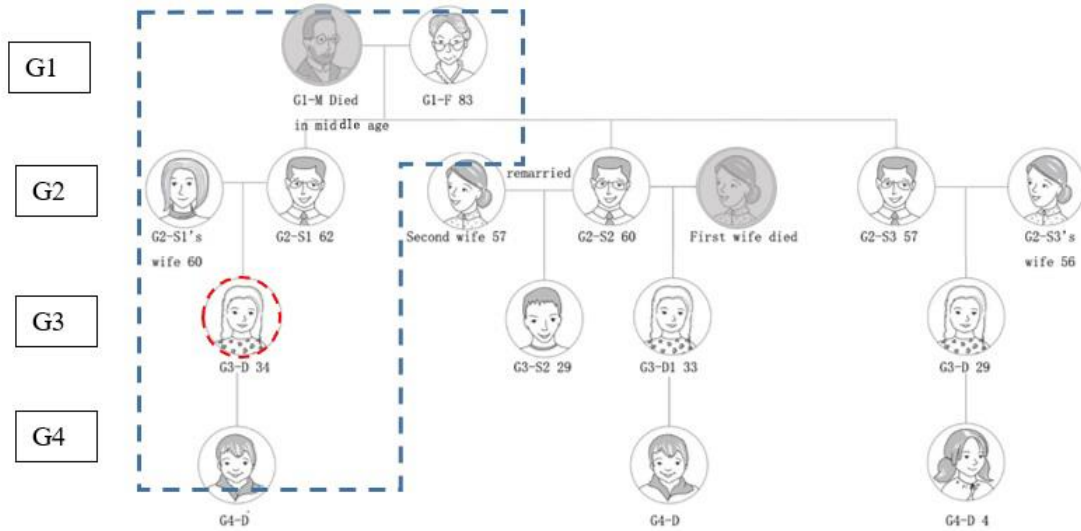 G1
G1-M Died
in middle age
G1-F 83
G2
remarried
G2-S1's
wife 60
G2-S1 62
Second wife 57
G2-S2 60
First wife died
G2-S3 57
G2-S3's
wife 56
G3
G3-D 34
G3-S2 29
G3-D1 33
G3-D 29
G4
G4-D
G4-D
G4-D 4